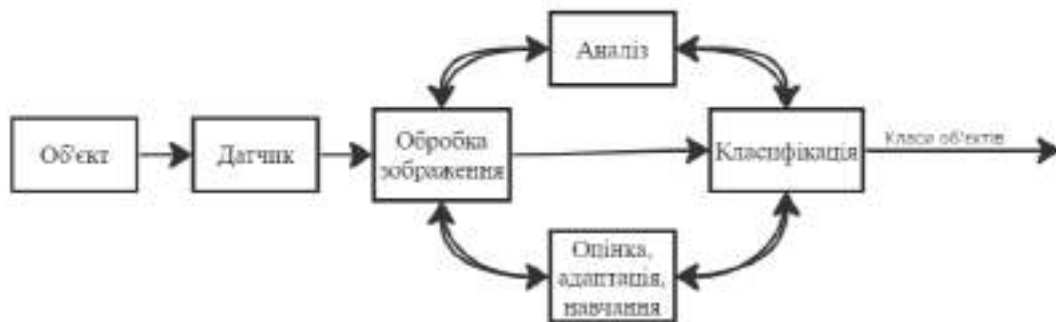 Аналіз
Об'єкт
Датчик
Обробка
зображення
Класифікація
Класи об'єктів
Оцінка,
адаптація,
навчання